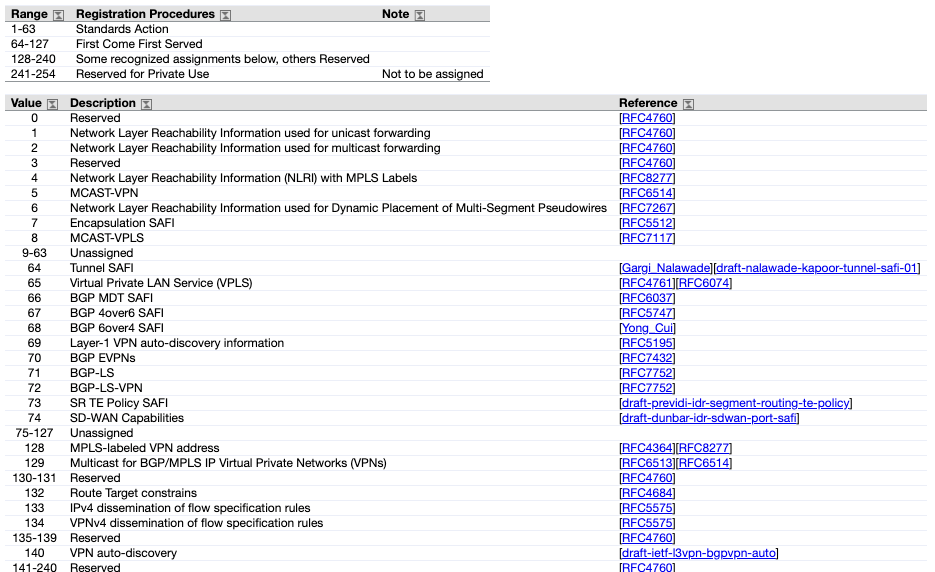 Range Registration Procedures Note
1-63 Standards Action
64-127 First Come First Served
128-240 Some recognized assignments below, others Reserved
241-254 Reserved for Private Use Not to be assigned
Value Description Reference
0 Reserved [RFC4760]
1 Network Layer Reachability Information used for unicast forwarding [RFC4760]
2 Network Layer Reachability Information used for multicast forwarding [RFC4760]
3 Reserved [RFC4760]
4 Network Layer Reachability Information (NLRI) with MPLS Labels [RFC8277]
5 MCAST-VPN [RFC6514]
6 Network Layer Reachability Information used for Dynamic Placement of Multi-Segment Pseudowires [RFC7267]
7 Encapsulation SAFI [RFC5512]
8 MCAST-VPLS [RFC7117]
9-63 Unassigned
64 Tunnel SAFI [Gargi_Nalawade][draft-nalawade-kapoor-tunnel-safi-01]
65 Virtual Private LAN Service (VPLS) [RFC4761][RFC6074]
66 BGP MDT SAFI [RFC6037]
67 BGP 4over6 SAFI [RFC5747]
68 BGP 6over4 SAFI [Yong_Cui]
69 Layer-1 VPN auto-discovery information [RFC5195]
70 BGP EVPNs [RFC7432]
71 BGP-LS [RFC7752]
72 BGP-LS-VPN [RFC7752]
73 SR TE Policy SAFI [draft-previdi-idr-segment-routing-te-policy]
74 SD-WAN Capabilities [draft-dunbar-idr-sdwan-port-safi]
75-127 Unassigned
128 MPLS-labeled VPN address [RFC4364][RFC8277]
129 Multicast for BGP/MPLS IP Virtual Private Networks (VPNs) [RFC6513][RFC6514]
130-131 Reserved [RFC4760]
132 Route Target constrains [RFC4684]
133 IPv4 dissemination of flow specification rules [RFC5575]
134 VPNv4 dissemination of flow specification rules [RFC5575]
135-139 Reserved [RFC4760]
140 VPN auto-discovery [draft-ietf-l3vpn-bgpvpn-auto]
141-240 Reserved [RFC4760]